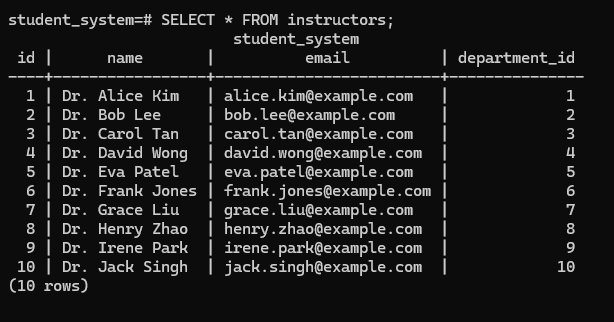 student_system=# SELECT * FROM instructors;
                         student_system
 id |      name       |          email          | department_id
----+-----------------+-------------------------+---------------
  1 | Dr. Alice Kim   | alice.kim@example.com   |             1
  2 | Dr. Bob Lee     | bob.lee@example.com     |             2
  3 | Dr. Carol Tan   | carol.tan@example.com   |             3
  4 | Dr. David Wong  | david.wong@example.com  |             4
  5 | Dr. Eva Patel   | eva.patel@example.com   |             5
  6 | Dr. Frank Jones | frank.jones@example.com |             6
  7 | Dr. Grace Liu   | grace.liu@example.com   |             7
  8 | Dr. Henry Zhao  | henry.zhao@example.com  |             8
  9 | Dr. Irene Park  | irene.park@example.com  |             9
 10 | Dr. Jack Singh  | jack.singh@example.com  |            10
(10 rows)